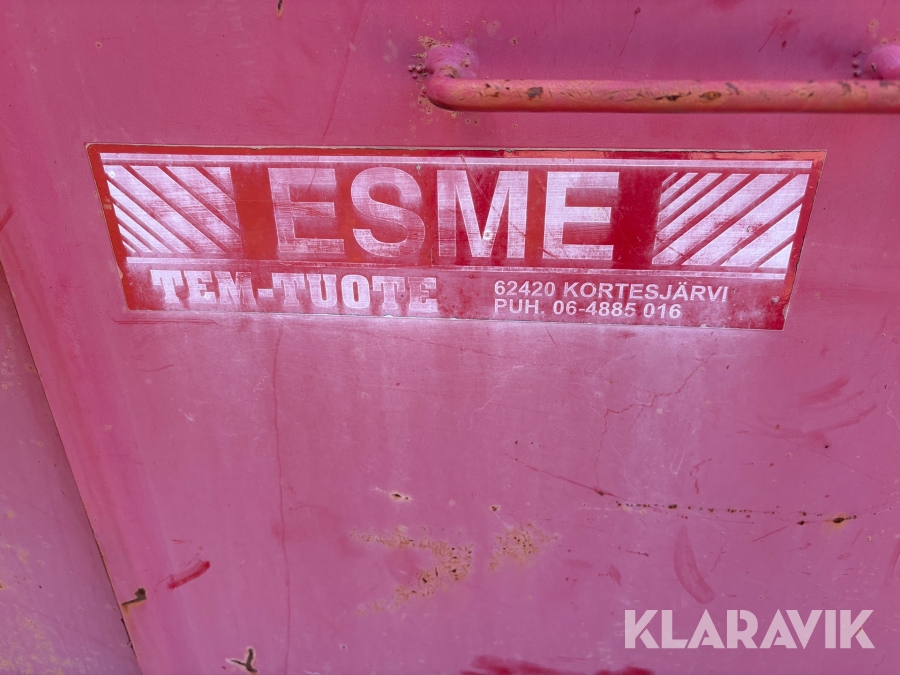 ESME
TEM-TUOTE
62420 KORTESJÄRVI
PUH. 06-4885 016
KLARAVIK